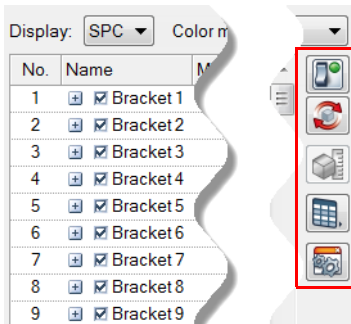 Display: SPC Color m
No. Name M
1 Bracket 1
2 Bracket 2
3 Bracket 3
4 Bracket 4
5 Bracket 5
6 Bracket 6
7 Bracket 7
8 Bracket 8
9 Bracket 9